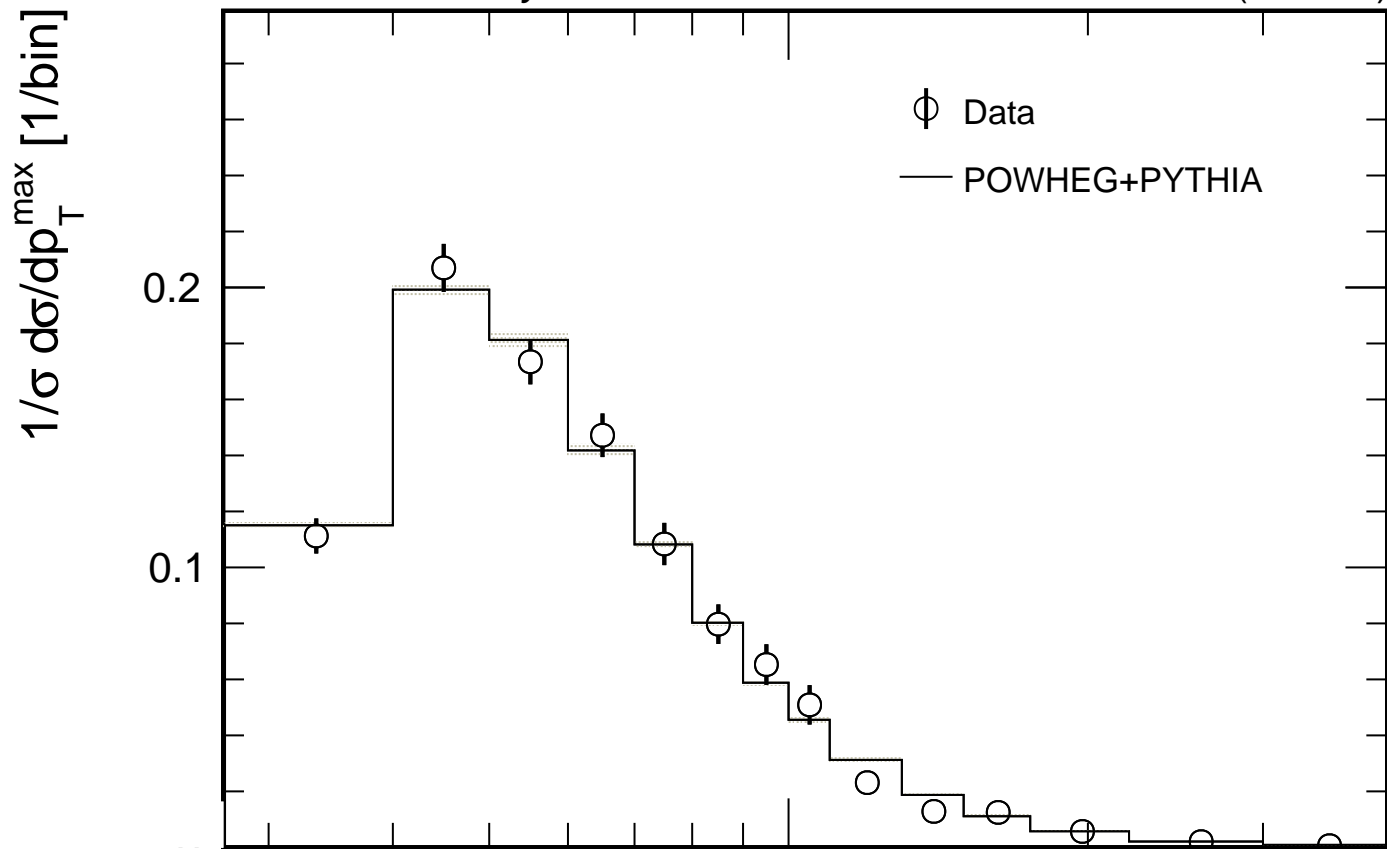 1/σ dσ/dp_T^max [1/bin]
Data
POWHEG+PYTHIA
0.2
0.1